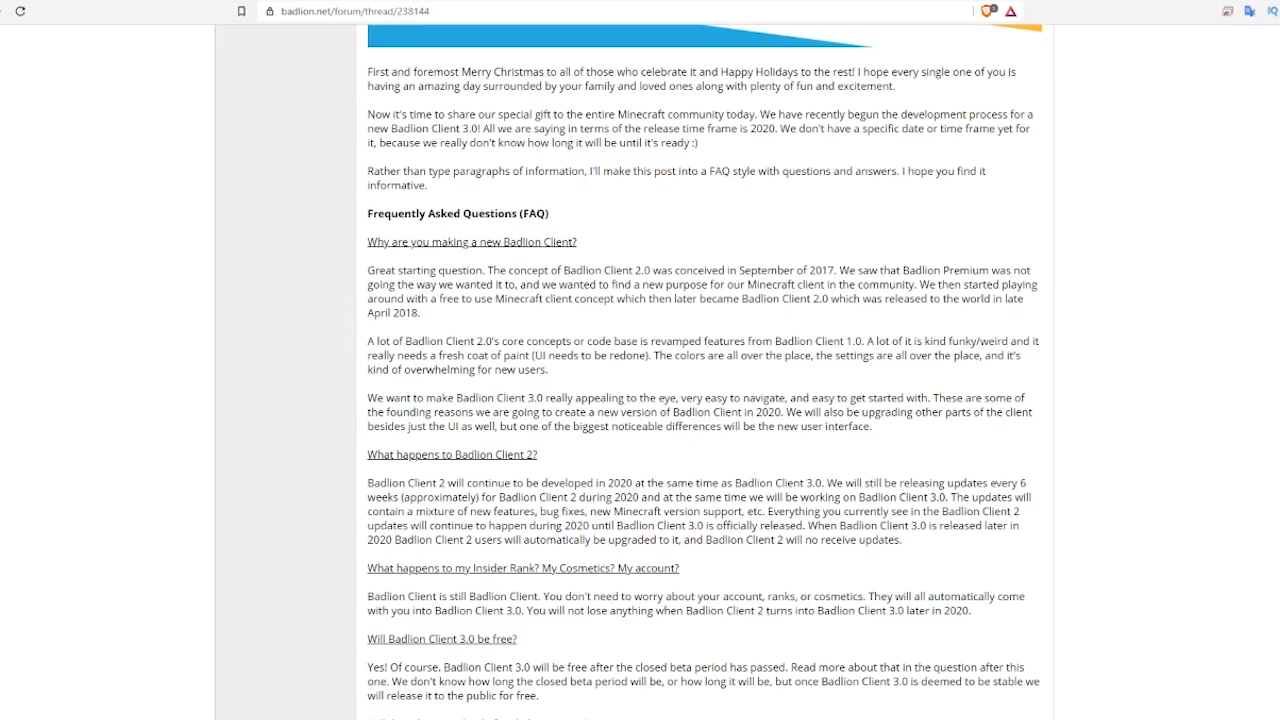 badlion.net/forum/thread/238144
First and foremost Merry Christmas to all of those who celebrate it and Happy Holidays to the rest! I hope every single one of you is
having an amazing day surrounded by your family and loved ones along with plenty of fun and excitement.
Now it's time to share our special gift to the entire Minecraft community today. We have recently begun the development process for a
new Badlion Client 3.0! All we are saying in terms of the release time frame is 2020. We don't have a specific date or time frame yet for
it, because we really don't know how long it will be until it's ready :)
Rather than type paragraphs of information, I'll make this post into a FAQ style with questions and answers. I hope you find it
informative.
Frequently Asked Questions (FAQ)
Why are you making a new Badlion Client?
Great starting question. The concept of Badlion Client 2.0 was conceived in September of 2017. We saw that Badlion Premium was not
going the way we wanted it to, and we wanted to find a new purpose for our Minecraft client in the community. We then started playing
around with a free to use Minecraft client concept which then later became Badlion Client 2.0 which was released to the world in late
April 2018.
A lot of Badlion Client 2.0's core concepts or code base is revamped features from Badlion Client 1.0. A lot of it is kind funky/weird and it
really needs a fresh coat of paint (UI needs to be redone). The colors are all over the place, the settings are all over the place, and it's
kind of overwhelming for new users.
We want to make Badlion Client 3.0 really appealing to the eye, very easy to navigate, and easy to get started with. These are some of
the founding reasons we are going to create a new version of Badlion Client in 2020. We will also be upgrading other parts of the client
besides just the UI as well, but one of the biggest noticeable differences will be the new user interface.
What happens to Badlion Client 2?
Badlion Client 2 will continue to be developed in 2020 at the same time as Badlion Client 3.0. We will still be releasing updates every 6
weeks (approximately) for Badlion Client 2 during 2020 and at the same time we will be working on Badlion Client 3.0. The updates will
contain a mixture of new features, bug fixes, new Minecraft version support, etc. Everything you currently see in the Badlion Client 2
updates will continue to happen during 2020 until Badlion Client 3.0 is officially released. When Badlion Client 3.0 is released later in
2020 Badlion Client 2 users will automatically be upgraded to it, and Badlion Client 2 will no receive updates.
What happens to my Insider Rank? My Cosmetics? My account?
Badlion Client is still Badlion Client. You don't need to worry about your account, ranks, or cosmetics. They will all automatically come
with you into Badlion Client 3.0. You will not lose anything when Badlion Client 2 turns into Badlion Client 3.0 later in 2020.
Will Badlion Client 3.0 be free?
Yes! Of course. Badlion Client 3.0 will be free after the closed beta period has passed. Read more about that in the question after this
one. We don't know how long the closed beta period will be, or how long it will be, but once Badlion Client 3.0 is deemed to be stable we
will release it to the public for free.